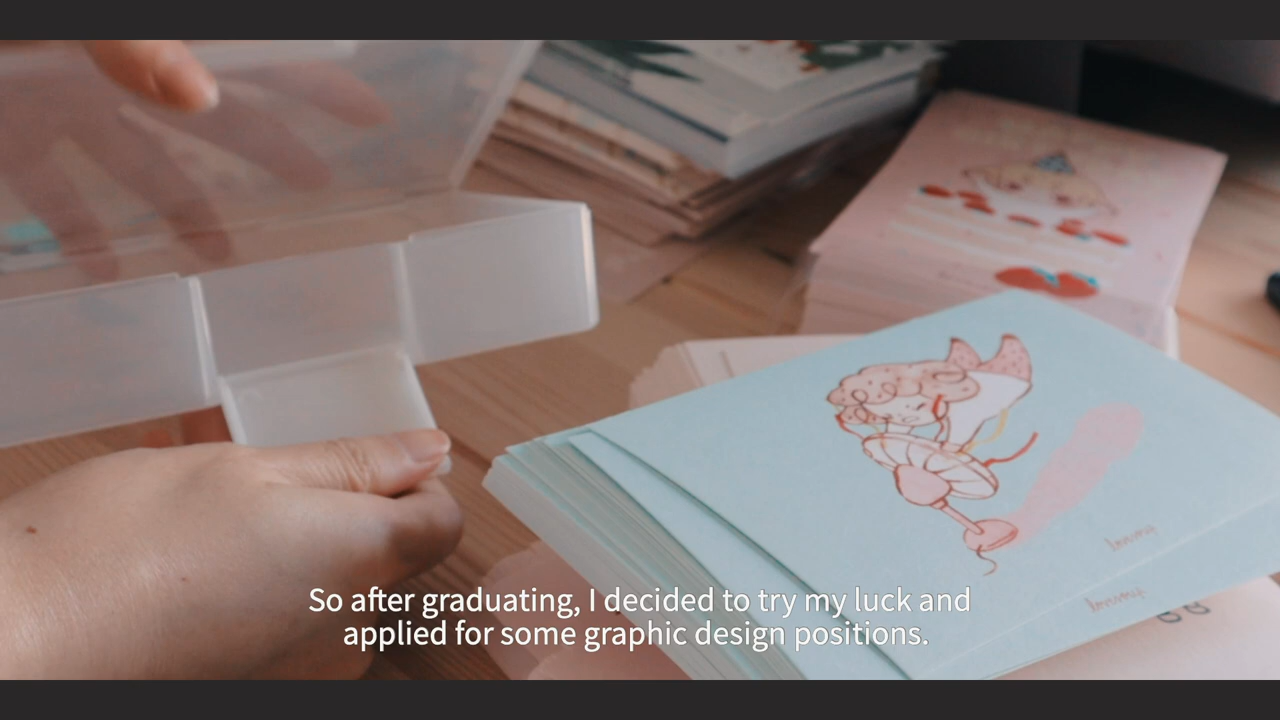 So after graduating, I decided to try my luck and
applied for some graphic design positions.